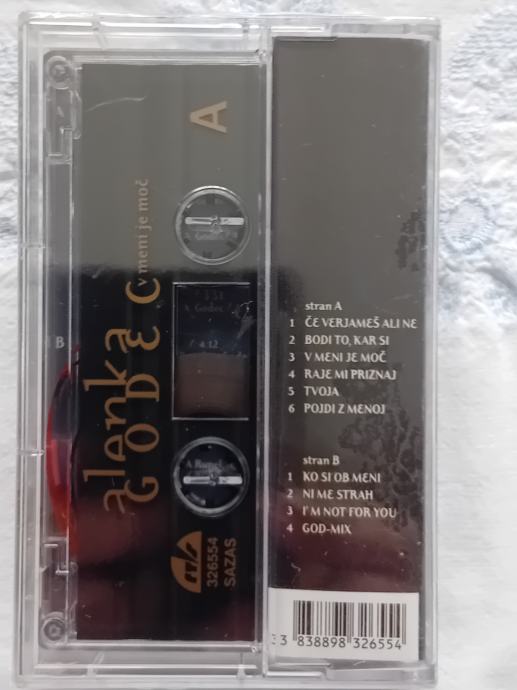 A
alenka
GODEC
v meni je moč
B
326554
SAZAS
stran A
1 ČE VERJAMEŠ ALI NE
2 BODI TO, KAR SI
3 V MENI JE MOČ
4 RAJE MI PRIZNAJ
5 TVOJA
6 POJDI Z MENOJ
stran B
1 KO SI OB MENI
2 NI ME STRAH
3 I'M NOT FOR YOU
4 GOD-MIX
3 838898 326554